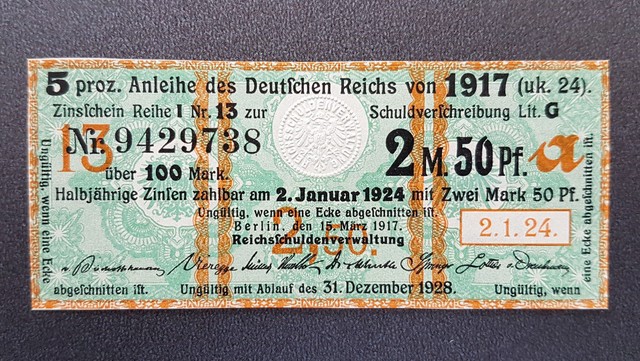 5 proz. Anleihe des Deutſchen Reichs von 1917 (uk. 24).
Zinsſchein Reihe I Nr. 13 zur Schuldverſchreibung Lit. G
13
Nr. 9429738
2 M. 50 Pf. a
über 100 Mark.
Halbjährige Zinſen zahlbar am 2. Januar 1924 mit Zwei Mark 50 Pf.
Ungültig, wenn eine Ecke abgeſchnitten iſt.
2.50.
2.1.24.
Berlin, den 15. März 1917.
Reichsſchuldenverwaltung
Ungültig, wenn eine Ecke
abgeſchnitten iſt.
Ungültig mit Ablauf des 31. Dezember 1928.
Ungültig, wenn
eine Ecke abgeſchnitten iſt.